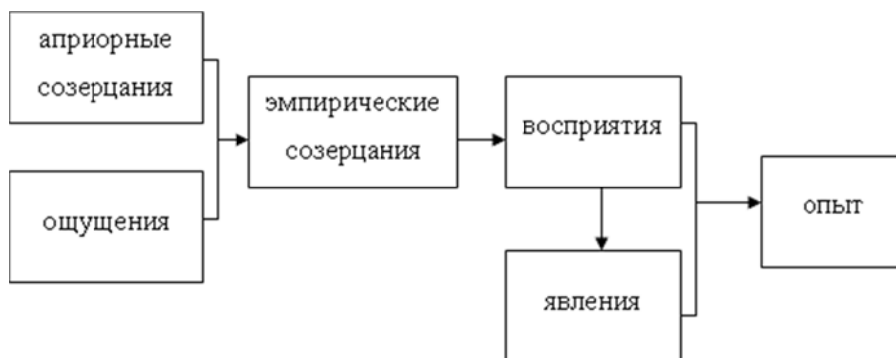 априорные
созерцания
ощущения
эмпирические
созерцания
восприятия
явления
опыт